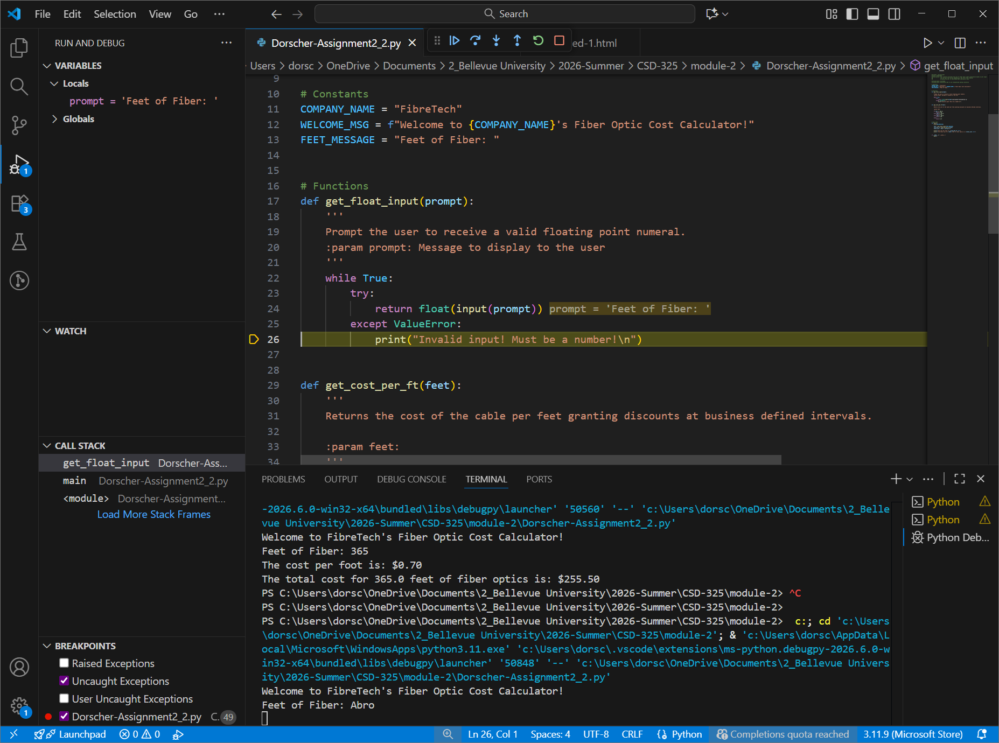 File Edit Selection View Go ···
Search
RUN AND DEBUG ···
Dorscher-Assignment2_2.py
ed-1.html
Users > dorsc > OneDrive > Documents > 2_Bellevue University > 2026-Summer > CSD-325 > module-2 > Dorscher-Assignment2_2.py > get_float_input
VARIABLES
Locals
prompt = 'Feet of Fiber: '
Globals
WATCH
CALL STACK
get_float_input Dorscher-Ass...
main Dorscher-Assignment2_2.py
<module> Dorscher-Assignment...
Load More Stack Frames
BREAKPOINTS
Raised Exceptions
Uncaught Exceptions
User Uncaught Exceptions
Dorscher-Assignment2_2.py C. 49
1
3
1
9
10 # Constants
11 COMPANY_NAME = "FibreTech"
12 WELCOME_MSG = f"Welcome to {COMPANY_NAME}'s Fiber Optic Cost Calculator!"
13 FEET_MESSAGE = "Feet of Fiber: "
14
15
16 # Functions
17 def get_float_input(prompt):
18 '''
19 Prompt the user to receive a valid floating point numeral.
20 :param prompt: Message to display to the user
21 '''
22 while True:
23 try:
24 return float(input(prompt)) prompt = 'Feet of Fiber: '
25 except ValueError:
26 print("Invalid input! Must be a number!\n")
27
28
29 def get_cost_per_ft(feet):
30 '''
31 Returns the cost of the cable per feet granting discounts at business defined intervals.
32
33 :param feet:
34 '''
PROBLEMS OUTPUT DEBUG CONSOLE TERMINAL PORTS
-2026.6.0-win32-x64\bundled\libs\debugpy\launcher' '50560' '--' 'c:\Users\dorsc\OneDrive\Documents\2_Belle
vue University\2026-Summer\CSD-325\module-2\Dorscher-Assignment2_2.py'
Welcome to FibreTech's Fiber Optic Cost Calculator!
Feet of Fiber: 365
The cost per foot is: $0.70
The total cost for 365.0 feet of fiber optics is: $255.50
PS C:\Users\dorsc\OneDrive\Documents\2_Bellevue University\2026-Summer\CSD-325\module-2> ^C
PS C:\Users\dorsc\OneDrive\Documents\2_Bellevue University\2026-Summer\CSD-325\module-2>
PS C:\Users\dorsc\OneDrive\Documents\2_Bellevue University\2026-Summer\CSD-325\module-2> c:; cd 'c:\Users
\dorsc\OneDrive\Documents\2_Bellevue University\2026-Summer\CSD-325\module-2'; & 'c:\Users\dorsc\AppData\L
ocal\Microsoft\WindowsApps\python3.11.exe' 'c:\Users\dorsc\.vscode\extensions\ms-python.debugpy-2026.6.0-w
in32-x64\bundled\libs\debugpy\launcher' '50848' '--' 'c:\Users\dorsc\OneDrive\Documents\2_Bellevue Univers
ity\2026-Summer\CSD-325\module-2\Dorscher-Assignment2_2.py'
Welcome to FibreTech's Fiber Optic Cost Calculator!
Feet of Fiber: Abro
Python
Python
Python Deb...
Launchpad 0 0 Ln 26, Col 1 Spaces: 4 UTF-8 CRLF Python Completions quota reached 3.11.9 (Microsoft Store)